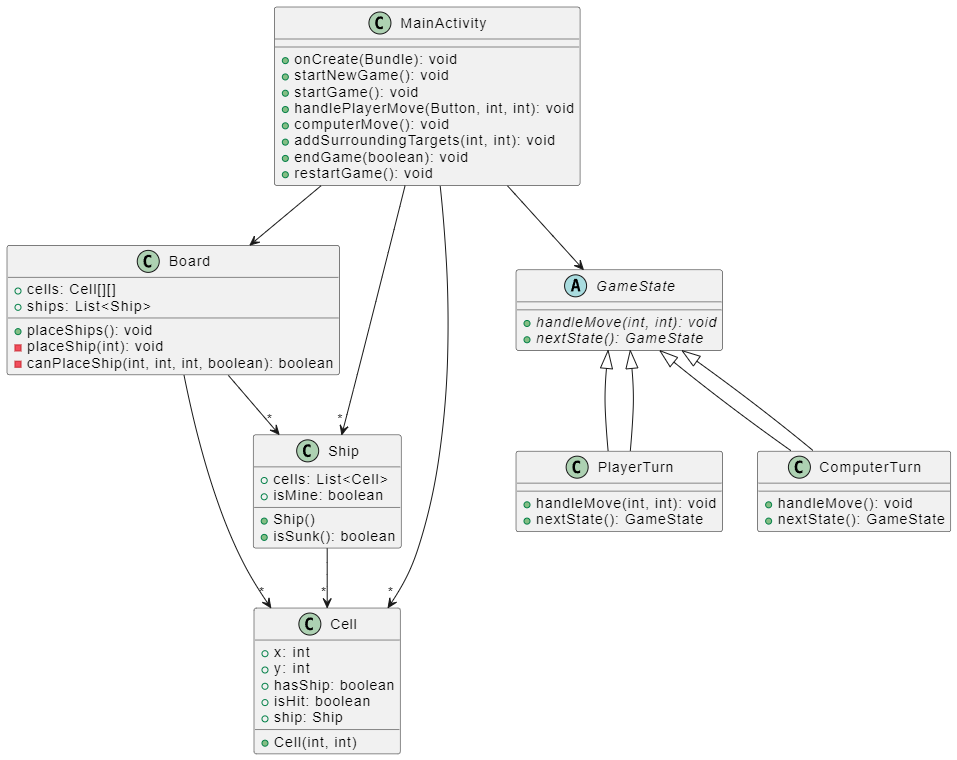 C MainActivity
onCreate(Bundle): void
startNewGame(): void
startGame(): void
handlePlayerMove(Button, int, int): void
computerMove(): void
addSurroundingTargets(int, int): void
endGame(boolean): void
restartGame(): void
C Board
cells: Cell[][]
ships: List<Ship>
placeShips(): void
placeShip(int): void
canPlaceShip(int, int, int, boolean): boolean
A GameState
handleMove(int, int): void
nextState(): GameState
*
*
C Ship
cells: List<Cell>
isMine: boolean
Ship()
isSunk(): boolean
C PlayerTurn
handleMove(int, int): void
nextState(): GameState
C ComputerTurn
handleMove(): void
nextState(): GameState
*
*
*
C Cell
x: int
y: int
hasShip: boolean
isHit: boolean
ship: Ship
Cell(int, int)